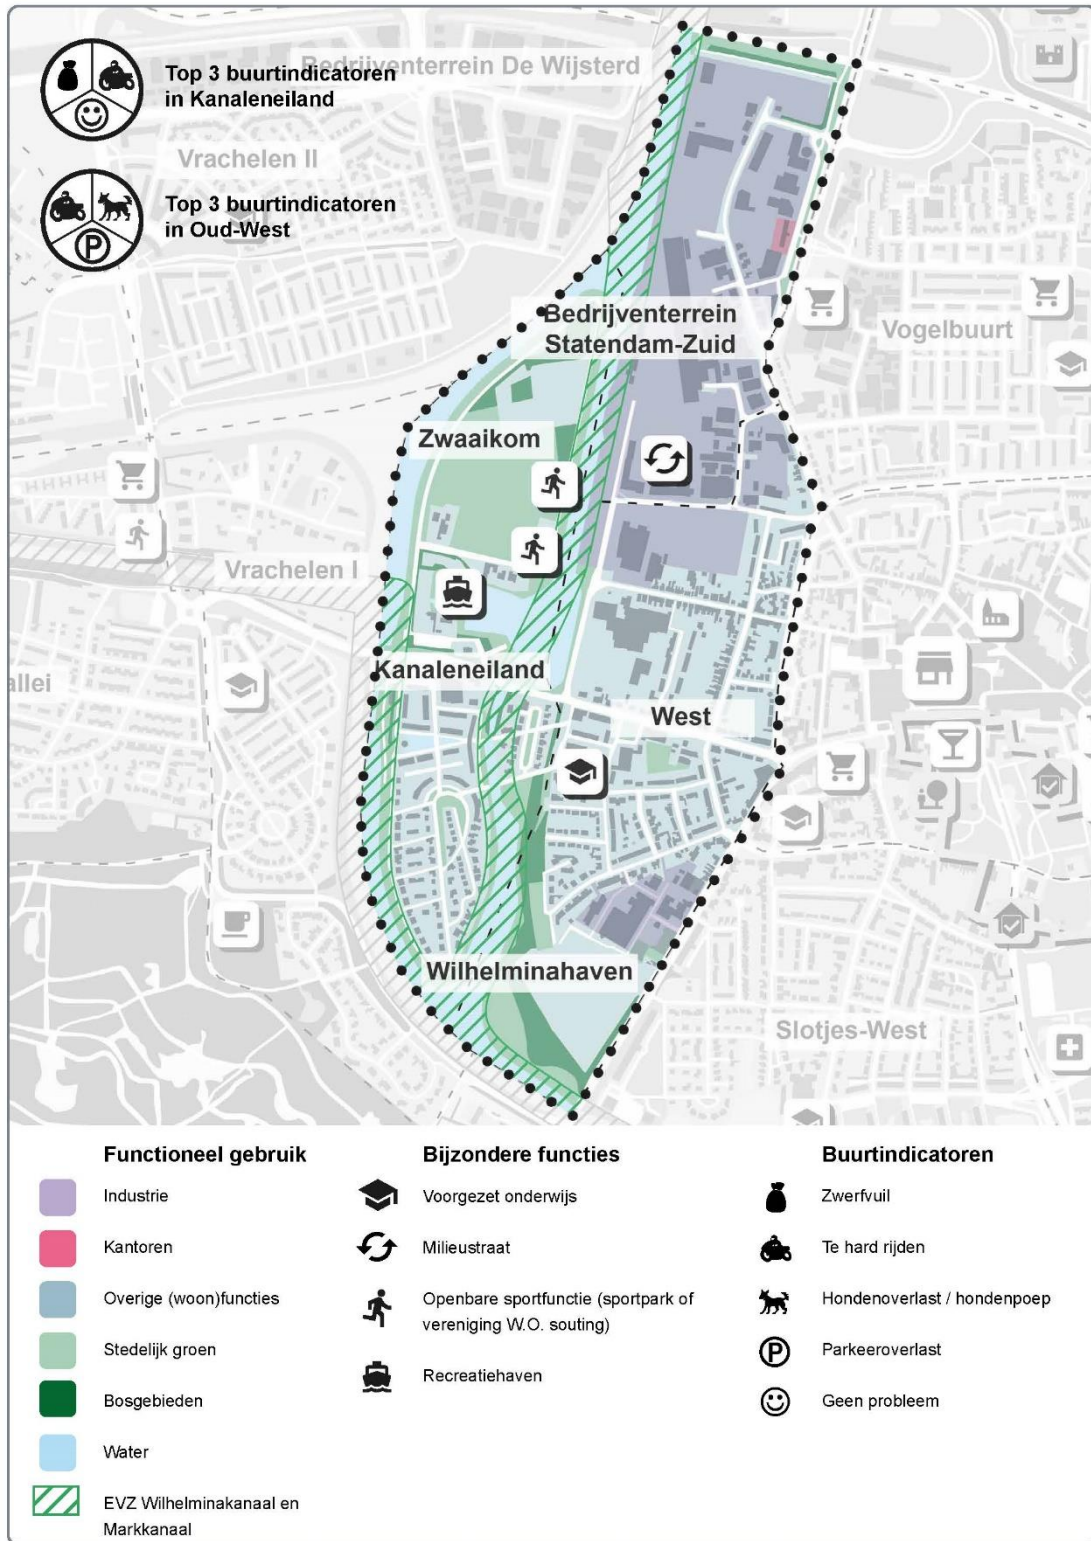 Top 3 buurtindicatoren
in Kanaleneiland
Bedrijventerrein De Wijsterd
Vrachelen II
Top 3 buurtindicatoren
in Oud-West
P
Bedrijventerrein
Statendam-Zuid
Vogelbuurt
Zwaaikom
Vrachelen I
allei
Kanaleneiland
West
Wilhelminahaven
Slotjes-West
Functioneel gebruik
Industrie
Kantoren
Overige (woon)functies
Stedelijk groen
Bosgebieden
Water
EVZ Wilhelminakanaal en
Markkanaal
Bijzondere functies
Voorgezet onderwijs
Milieustraat
Openbare sportfunctie (sportpark of
vereniging W.O. souting)
Recreatiehaven
Buurtindicatoren
Zwerfvuil
Te hard rijden
Hondenoverlast / hondenpoep
P Parkeeroverlast
Geen probleem